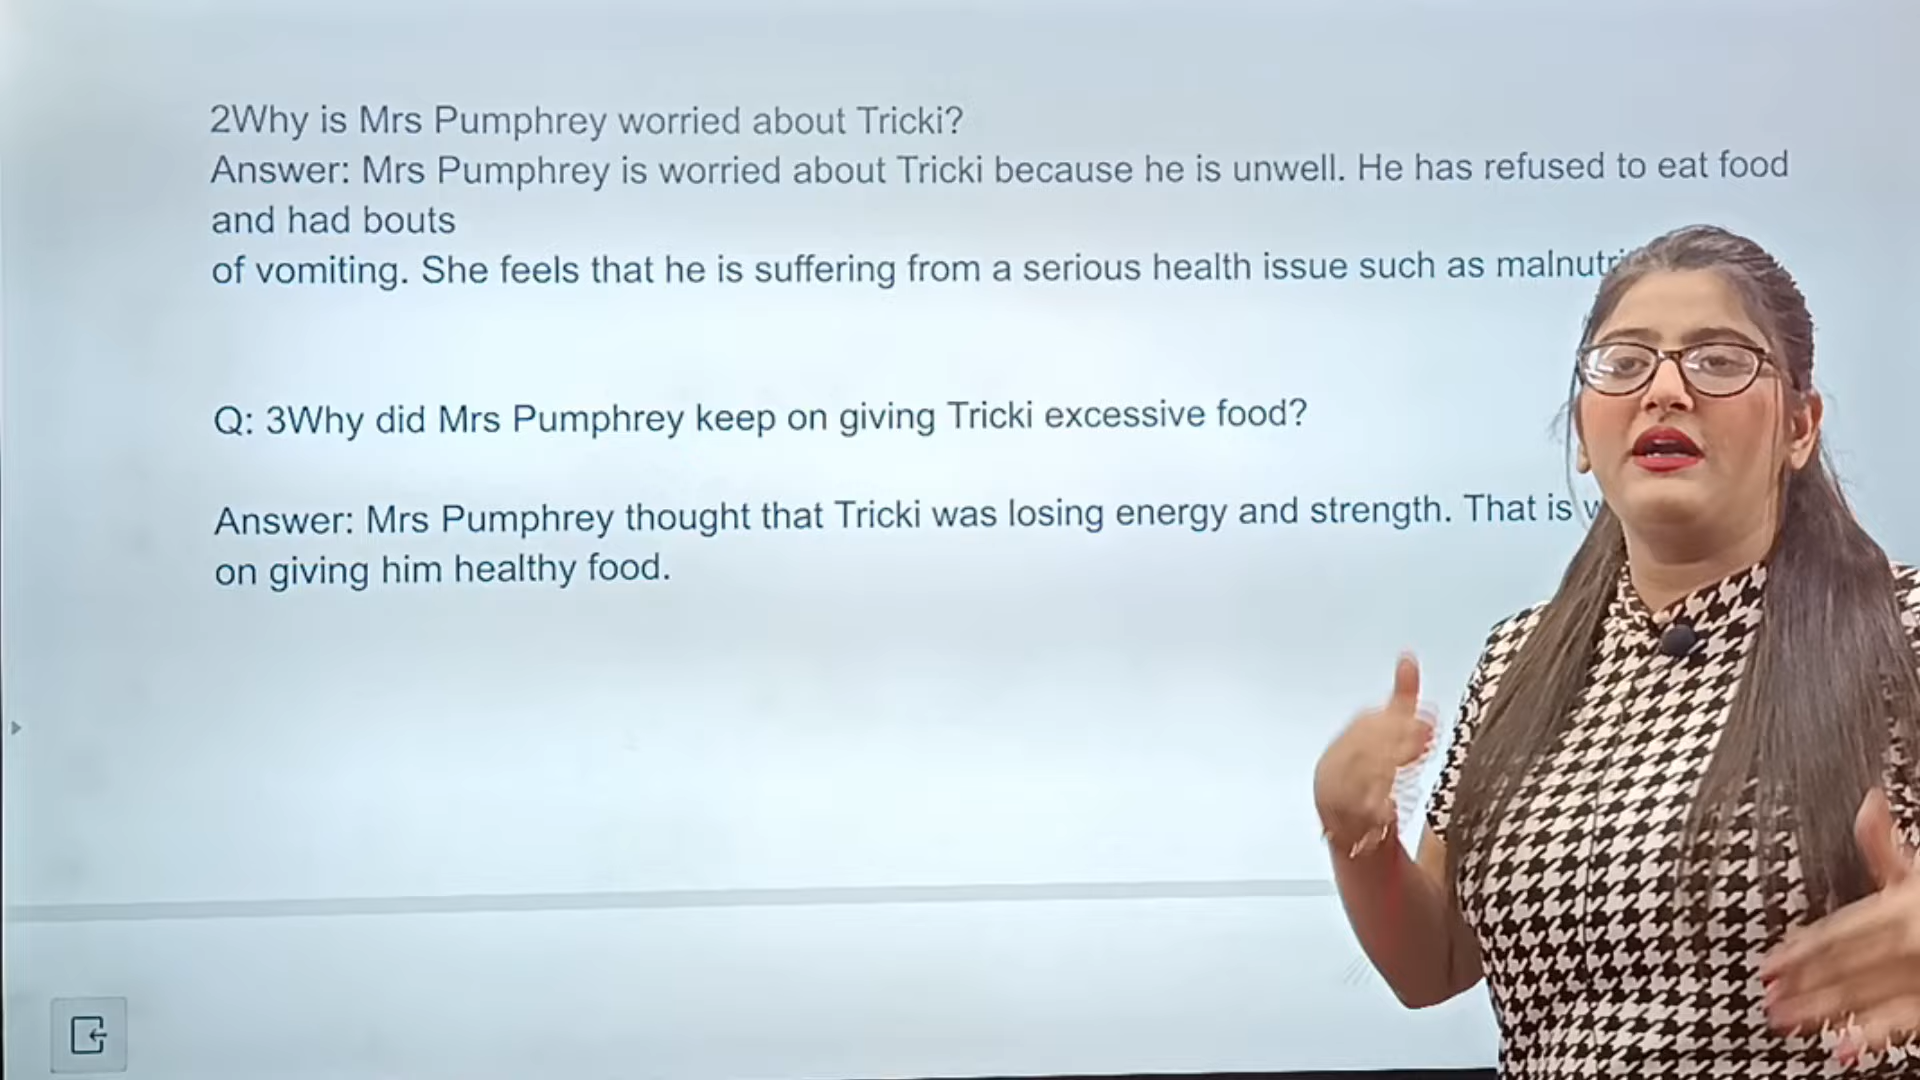 2Why is Mrs Pumphrey worried about Tricki?
Answer: Mrs Pumphrey is worried about Tricki because he is unwell. He has refused to eat food
and had bouts
of vomiting. She feels that he is suffering from a serious health issue such as
Q: 3Why did Mrs Pumphrey keep on giving Tricki excessive food?
Answer: Mrs Pumphrey thought that Tricki was losing energy and strength. That is
on giving him healthy food.